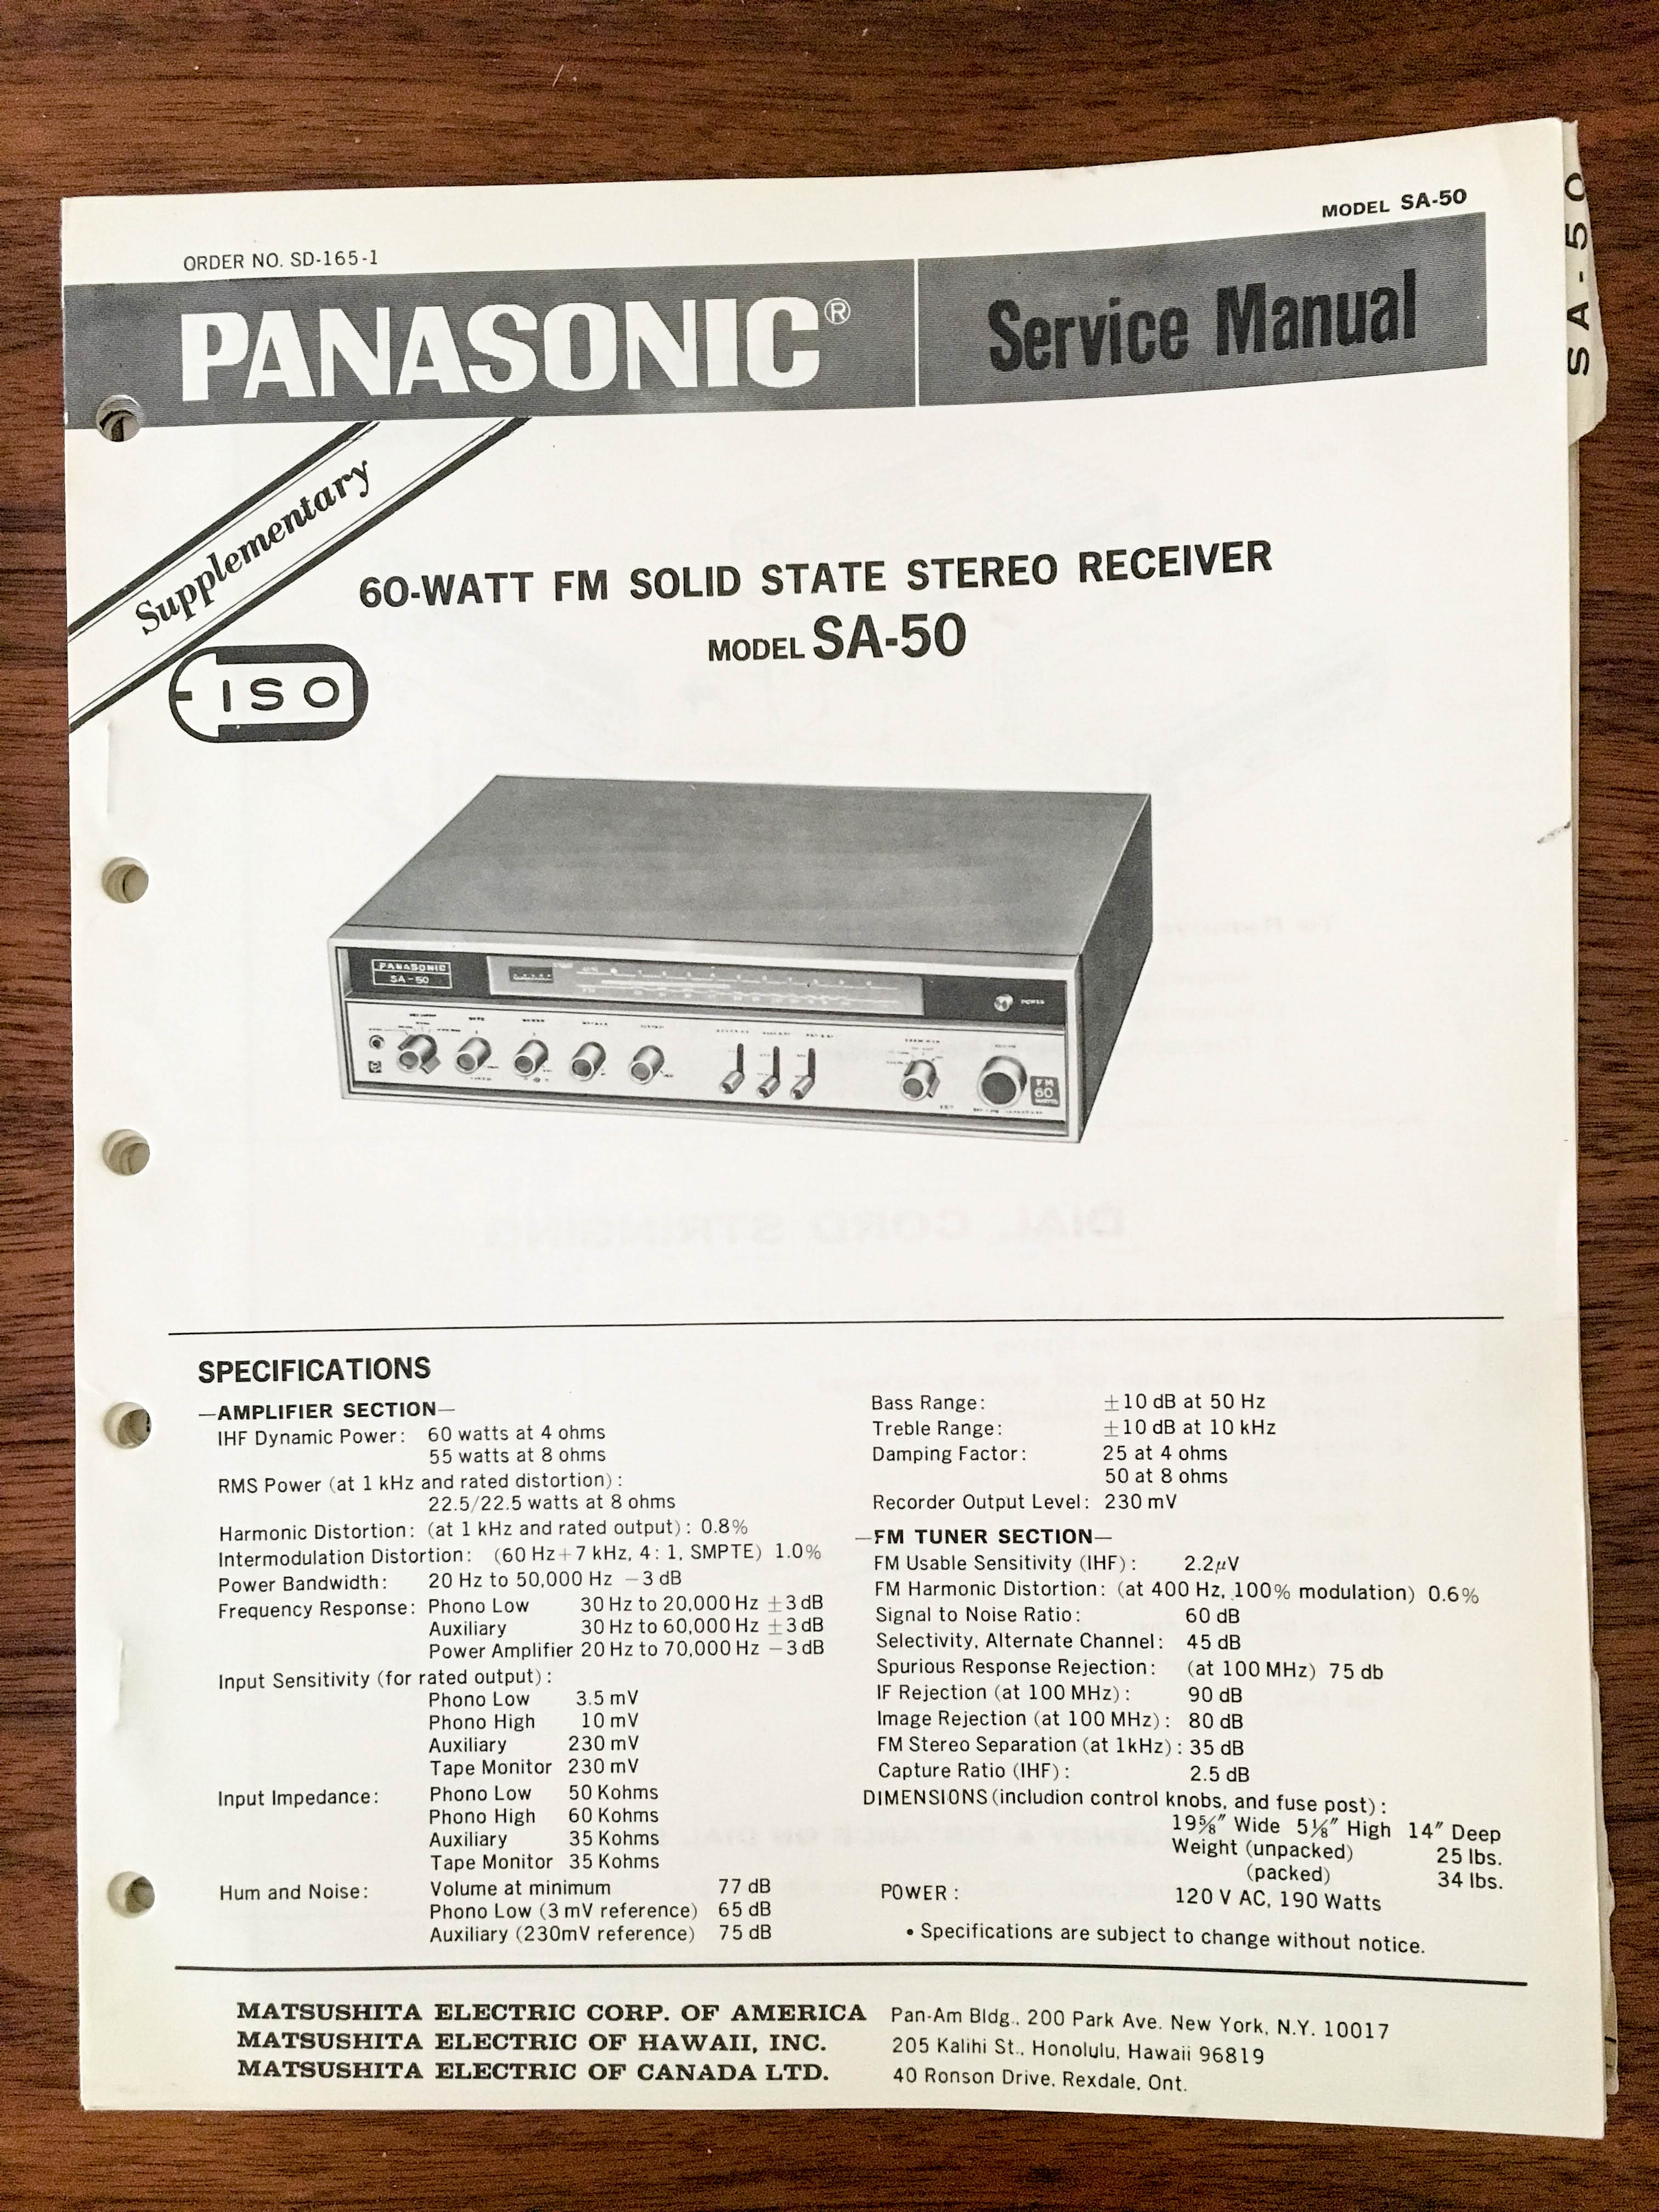 MODEL SA-50
ORDER NO. SD-165-1
PANASONIC®
Service Manual
SA-50
Supplementary
60-WATT FM SOLID STATE STEREO RECEIVER
MODEL SA-50
ISO
PANASONIC
SA-50
POWER
FM
60
WATTS
DIAL CORD STRINGING
SPECIFICATIONS
—AMPLIFIER SECTION—
IHF Dynamic Power: 60 watts at 4 ohms
55 watts at 8 ohms
RMS Power (at 1 kHz and rated distortion):
22.5/22.5 watts at 8 ohms
Harmonic Distortion: (at 1 kHz and rated output): 0.8%
Intermodulation Distortion: (60 Hz+7 kHz, 4: 1, SMPTE) 1.0%
Power Bandwidth: 20 Hz to 50,000 Hz −3 dB
Frequency Response: Phono Low 30 Hz to 20,000 Hz ±3 dB
Auxiliary 30 Hz to 60,000 Hz ±3 dB
Power Amplifier 20 Hz to 70,000 Hz −3 dB
Input Sensitivity (for rated output):
Phono Low 3.5 mV
Phono High 10 mV
Auxiliary 230 mV
Tape Monitor 230 mV
Input Impedance: Phono Low 50 Kohms
Phono High 60 Kohms
Auxiliary 35 Kohms
Tape Monitor 35 Kohms
Hum and Noise: Volume at minimum 77 dB
Phono Low (3 mV reference) 65 dB
Auxiliary (230mV reference) 75 dB
Bass Range: ±10 dB at 50 Hz
Treble Range: ±10 dB at 10 kHz
Damping Factor: 25 at 4 ohms
50 at 8 ohms
Recorder Output Level: 230 mV
—FM TUNER SECTION—
FM Usable Sensitivity (IHF): 2.2μV
FM Harmonic Distortion: (at 400 Hz, 100% modulation) 0.6%
Signal to Noise Ratio: 60 dB
Selectivity, Alternate Channel: 45 dB
Spurious Response Rejection: (at 100 MHz) 75 db
IF Rejection (at 100 MHz): 90 dB
Image Rejection (at 100 MHz): 80 dB
FM Stereo Separation (at 1kHz): 35 dB
Capture Ratio (IHF): 2.5 dB
DIMENSIONS (includion control knobs, and fuse post):
19⅝″ Wide 5⅛″ High 14″ Deep
Weight (unpacked) 25 lbs.
(packed) 34 lbs.
POWER: 120 V AC, 190 Watts
• Specifications are subject to change without notice.
MATSUSHITA ELECTRIC CORP. OF AMERICA Pan-Am Bldg., 200 Park Ave. New York, N.Y. 10017
MATSUSHITA ELECTRIC OF HAWAII, INC. 205 Kalihi St., Honolulu, Hawaii 96819
MATSUSHITA ELECTRIC OF CANADA LTD. 40 Ronson Drive, Rexdale, Ont.